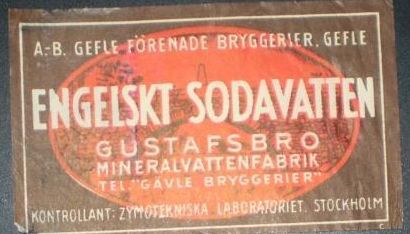 A.-B. GEFLE FÖRENADE BRYGGERIER, GEFLE
ENGELSKT SODAVATTEN
GUSTAFSBRO
MINERALVATTENFABRIK
TEL. "GÄVLE BRYGGERIER"
KONTROLLANT: ZYMOTEKNISKA LABORATORIET, STOCKHOLM